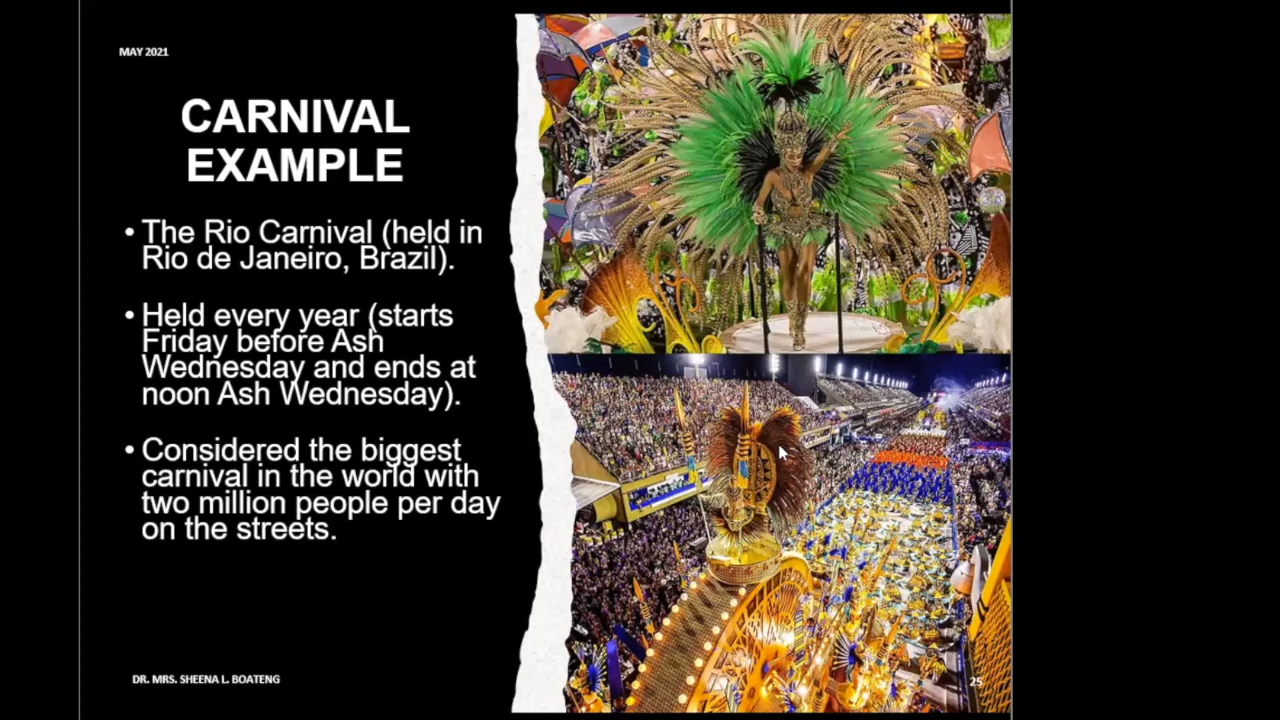 MAY 2021
CARNIVAL
EXAMPLE
• The Rio Carnival (held in
Rio de Janeiro, Brazil).
• Held every year (starts
Friday before Ash
Wednesday and ends at
noon Ash Wednesday).
• Considered the biggest
carnival in the world with
two million people per day
on the streets.
DR. MRS. SHEENA L. BOATENG
25